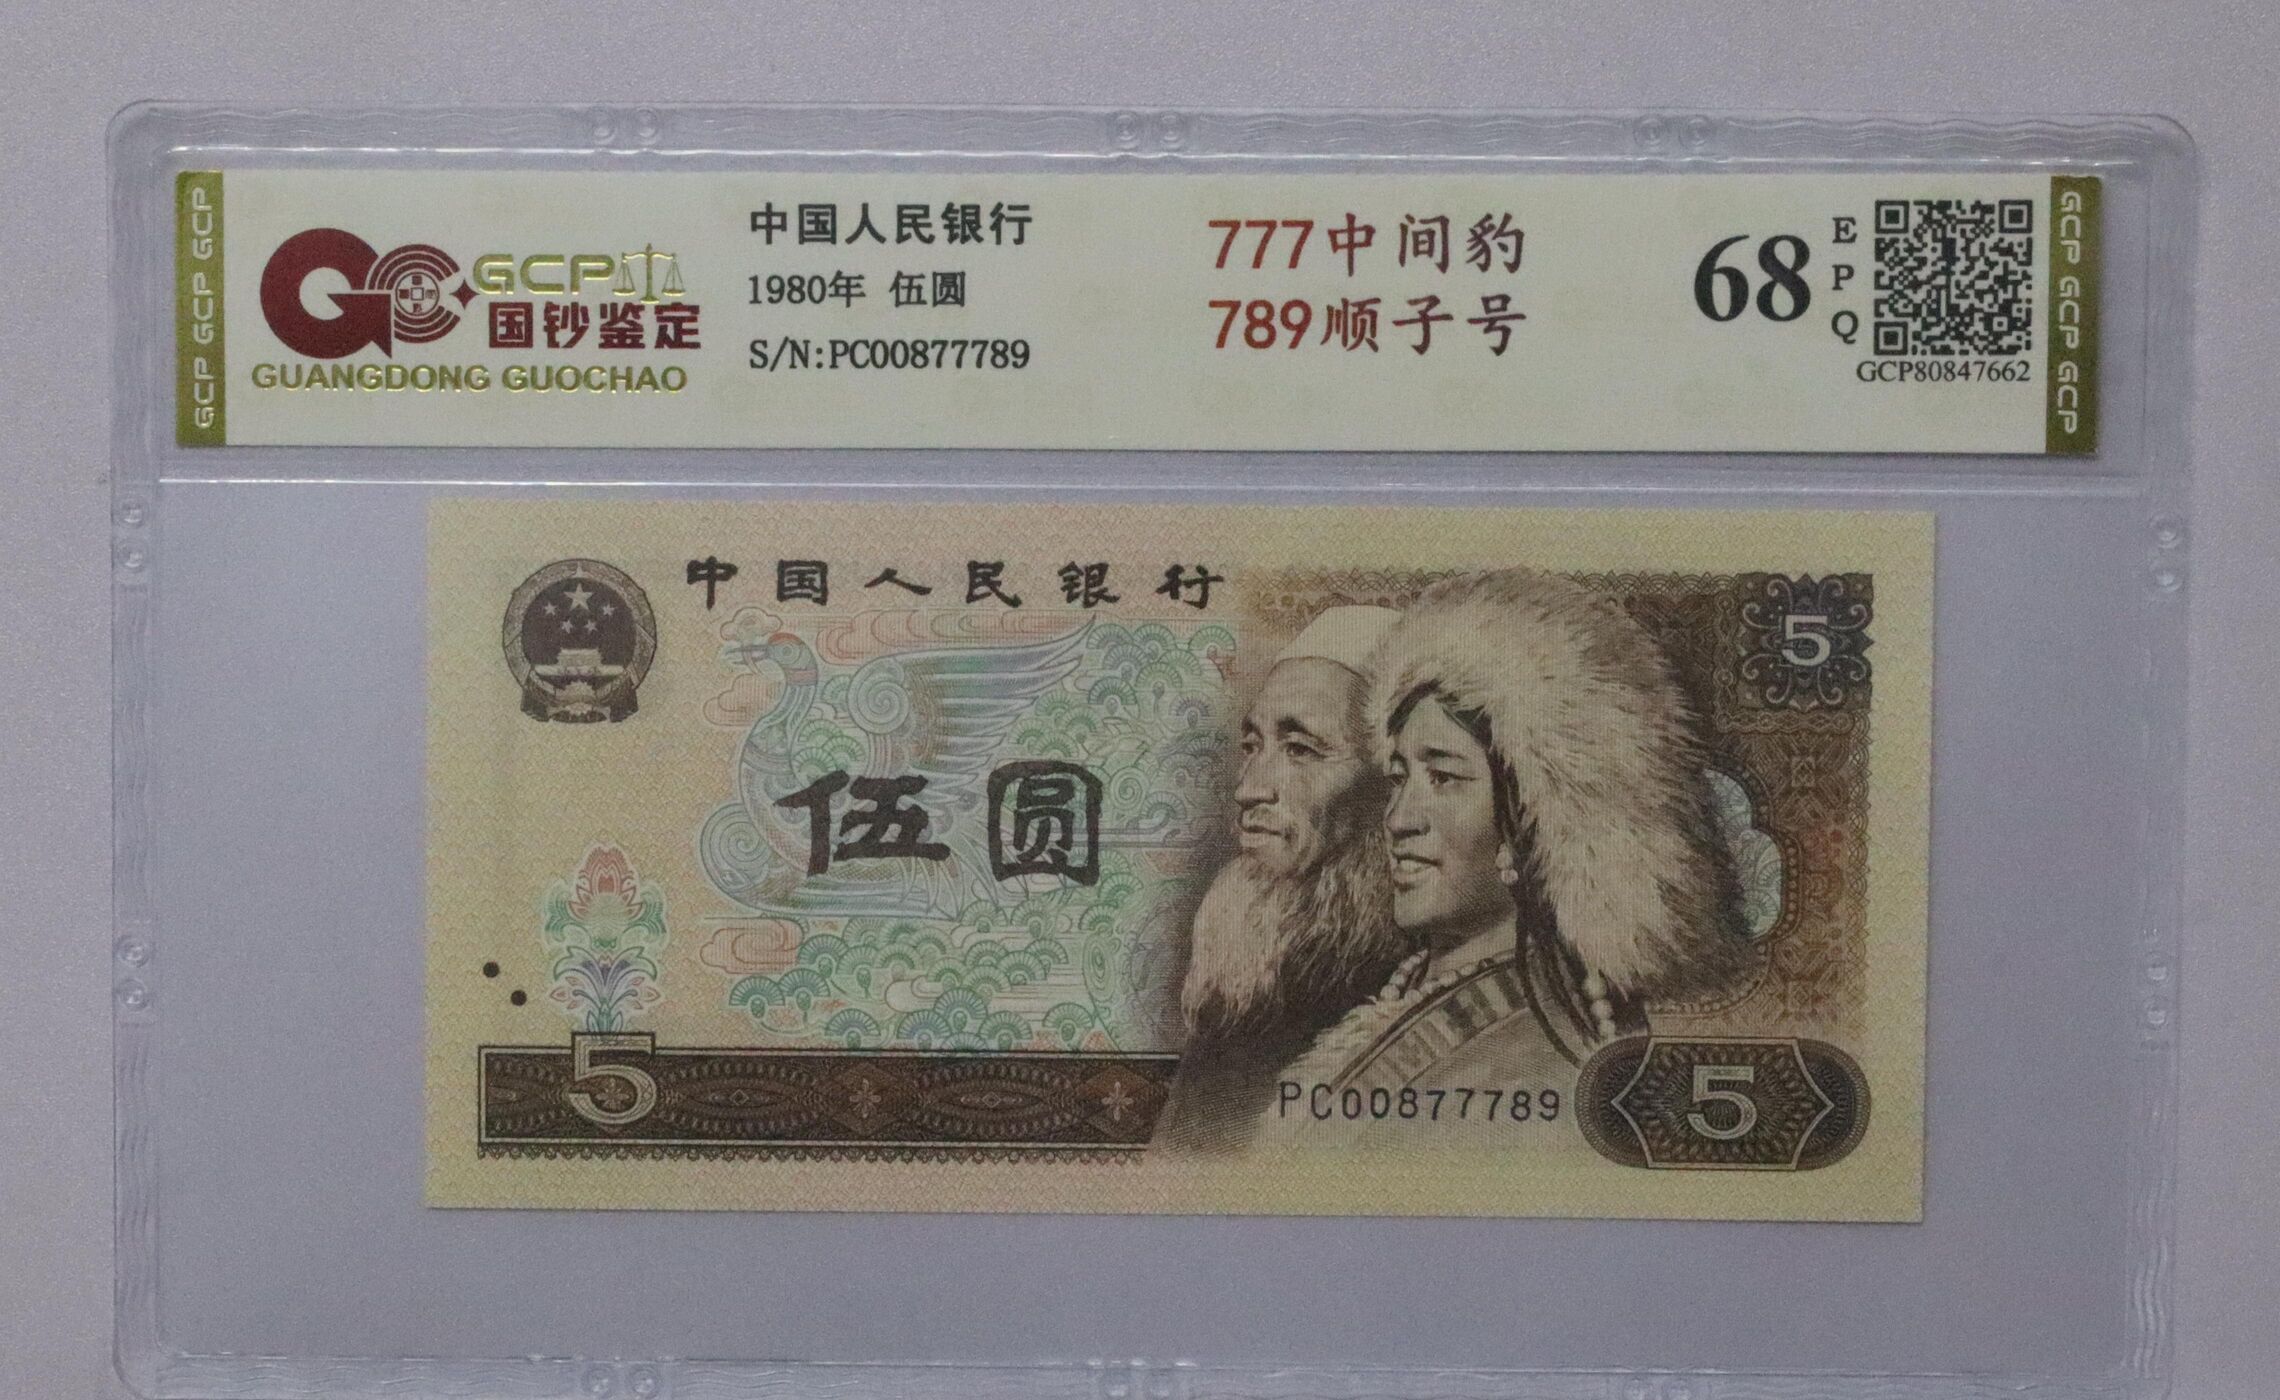 GCP GCP GCP
GCP
国钞鉴定
GUANGDONG GUOCHAO
中国人民银行
1980年 伍圆
S/N:PC00877789
777中间豹
789顺子号
68
E
P
Q
GCP80847662
GCP GCP GCP
中国人民银行
5
伍圆
5
PC00877789
5